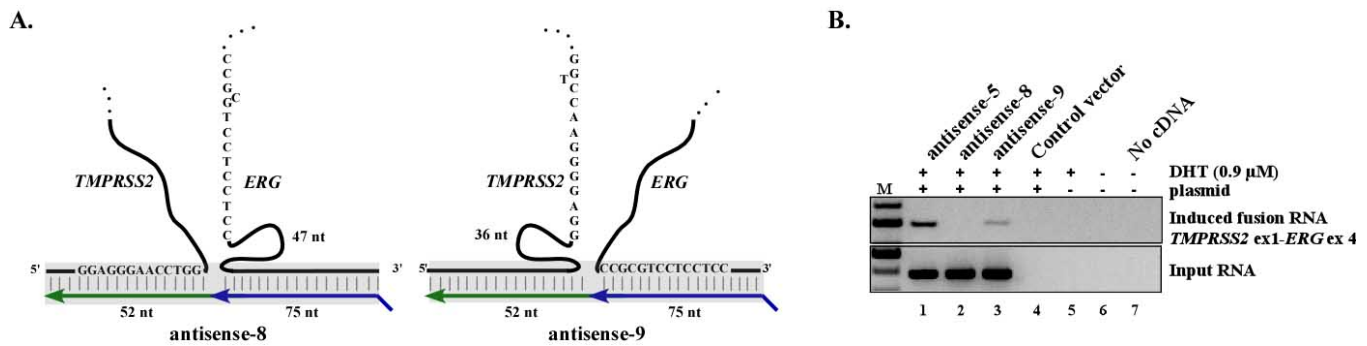 A.
B.
CCGCGTCCTCCTCC
GGTCCAAGGGAGG
TMPRSS2
ERG
47 nt
5'
GGAGGGAACCTGG
3'
52 nt
75 nt
antisense-8
TMPRSS2
ERG
36 nt
5'
CCGCGTCCTCCTCC
3'
52 nt
75 nt
antisense-9
antisense-5
antisense-8
antisense-9
Control vector
No cDNA
+ + + + + - - DHT (0.9 µM)
M + + + + - - - plasmid
Induced fusion RNA
TMPRSS2 ex1-ERG ex 4
Input RNA
1 2 3 4 5 6 7